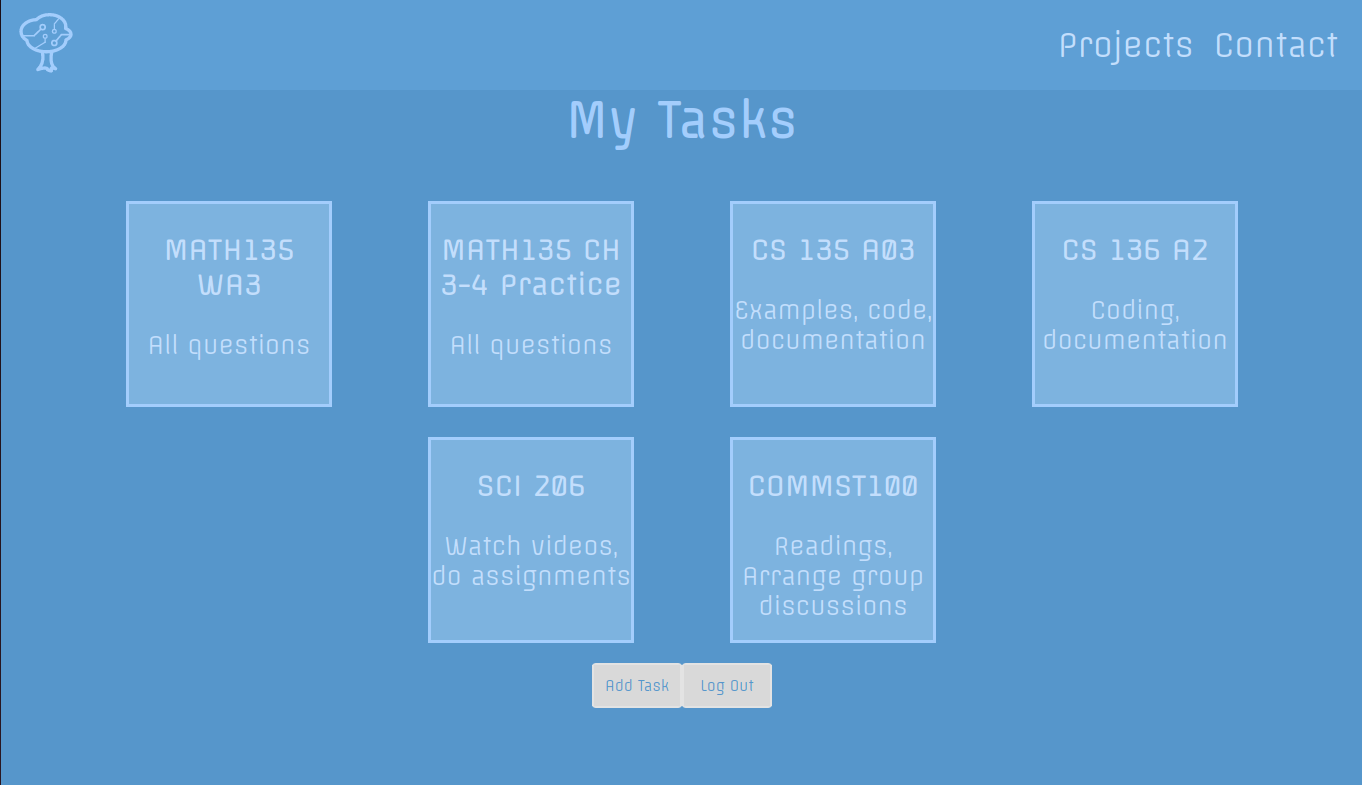 Projects Contact
My Tasks
MATH135
WA3
All questions
MATH135 CH
3-4 Practice
All questions
CS 135 A03
Examples, code,
documentation
CS 136 A2
Coding,
documentation
SCI 206
Watch videos,
do assignments
COMMST100
Readings,
Arrange group
discussions
Add Task
Log Out